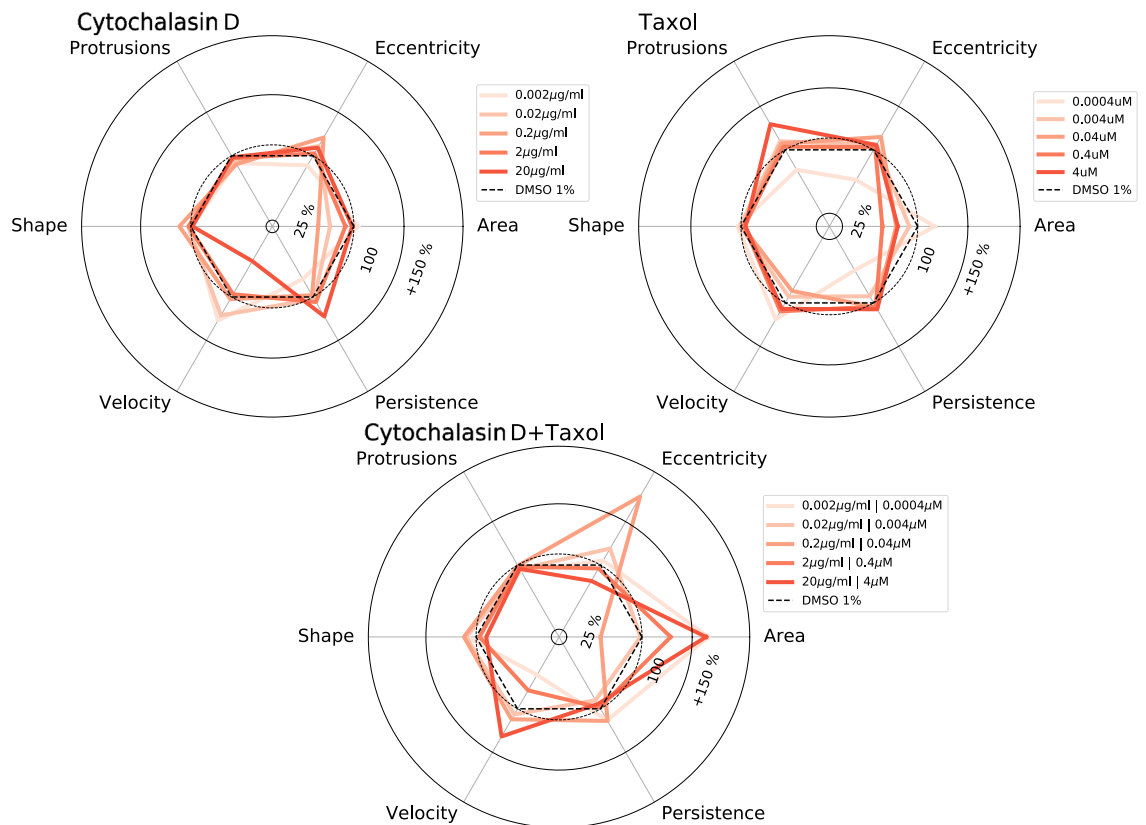 Cytochalasin D
Protrusions
Eccentricity
Shape
Area
Velocity
Persistence
25 %
100
+150 %
0.002μg/ml
0.02μg/ml
0.2μg/ml
2μg/ml
20μg/ml
DMSO 1%
Taxol
Protrusions
Eccentricity
Shape
Area
Velocity
Persistence
25 %
100
+150 %
0.0004uM
0.004uM
0.04uM
0.4uM
4uM
DMSO 1%
Cytochalasin D+Taxol
Protrusions
Eccentricity
Shape
Area
Velocity
Persistence
25 %
100
+150 %
0.002μg/ml | 0.0004μM
0.02μg/ml | 0.004μM
0.2μg/ml | 0.04μM
2μg/ml | 0.4μM
20μg/ml | 4μM
DMSO 1%